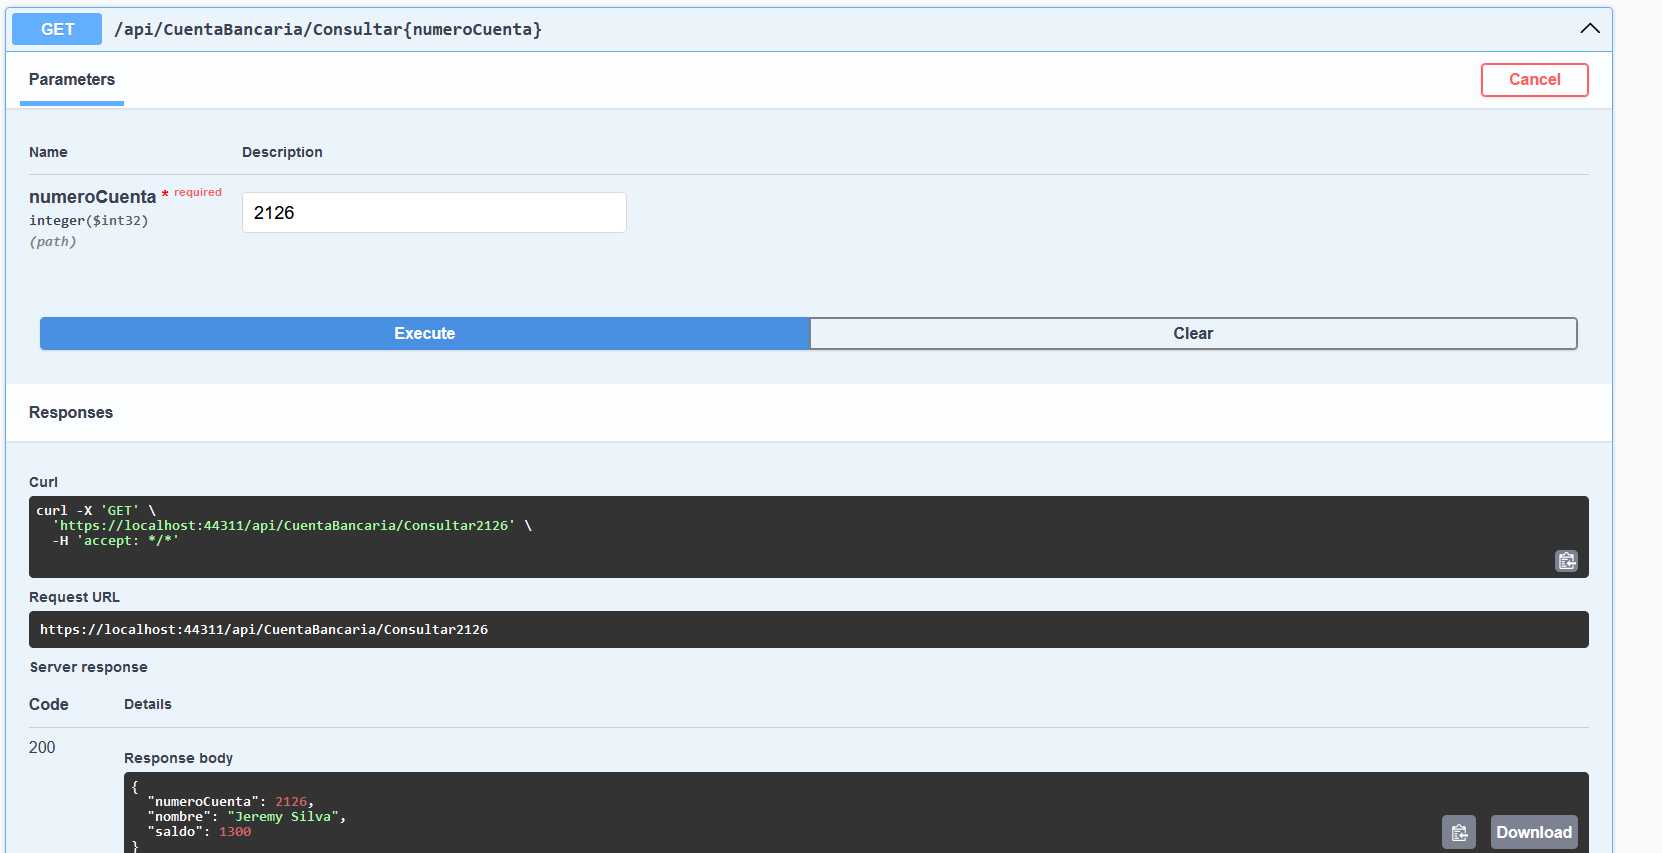 GET /api/CuentaBancaria/Consultar{numeroCuenta}
Parameters
Cancel
Name Description
numeroCuenta * required
integer($int32)
(path)
2126
Execute Clear
Responses
Curl
curl -X 'GET' \
'https://localhost:44311/api/CuentaBancaria/Consultar2126' \
-H 'accept: */*'
Request URL
https://localhost:44311/api/CuentaBancaria/Consultar2126
Server response
Code Details
200
Response body
{
"numeroCuenta": 2126,
"nombre": "Jeremy Silva",
"saldo": 1300
}
Download